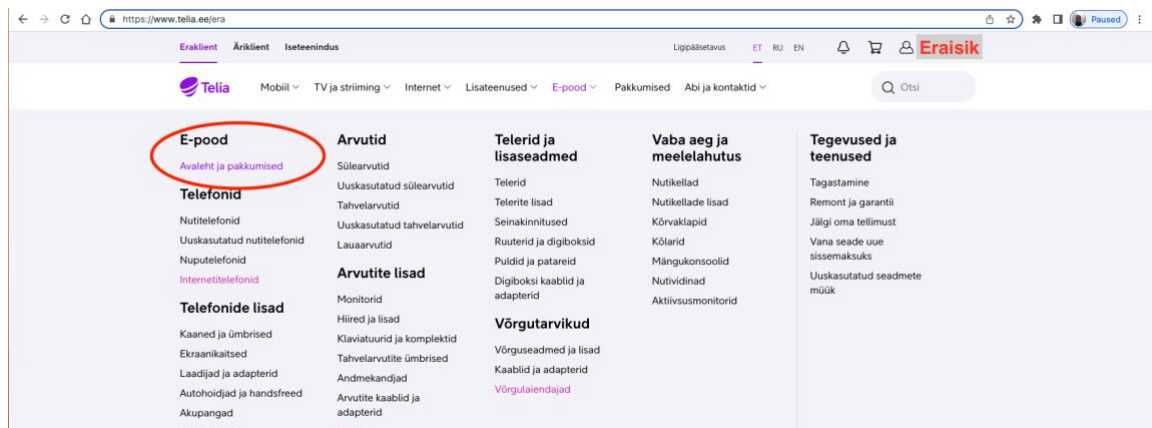 https://www.telia.ee/era
Paused
Eraklient Äriklient Iseteenindus
Ligipääsetavus ET RU EN
Eraisik
Telia
Mobiil TV ja striiming Internet Lisateenused E-pood Pakkumised Abi ja kontaktid
Otsi
E-pood
Avaleht ja pakkumised
Telefonid
Nutitelefonid
Uuskasutatud nutitelefonid
Nuputelefonid
Internetitelefonid
Telefonide lisad
Kaaned ja ümbrised
Ekraanikaitsed
Laadijad ja adapterid
Autohoidjad ja handsfreed
Akupangad
Arvutid
Sülearvutid
Uuskasutatud sülearvutid
Tahvelarvutid
Uuskasutatud tahvelarvutid
Lauaarvutid
Arvutite lisad
Monitorid
Hiired ja lisad
Klaviatuurid ja komplektid
Tahvelarvutite ümbrised
Andmekandjad
Arvutite kaablid ja
adapterid
Telerid ja
lisaseadmed
Telerid
Telerite lisad
Seinakinnitused
Ruuterid ja digiboksid
Puldid ja patareid
Digiboksi kaablid ja
adapterid
Võrgutarvikud
Võrguseadmed ja lisad
Kaablid ja adapterid
Võrgulaiendajad
Vaba aeg ja
meelelahutus
Nutikellad
Nutikellade lisad
Kõrvaklapid
Kõlarid
Mängukonsoolid
Nutividinad
Aktiivsusmonitorid
Tegevused ja
teenused
Tagastamine
Remont ja garantii
Jälgi oma tellimust
Vana seade uue
sissemaksuks
Uuskasutatud seadmete
müük